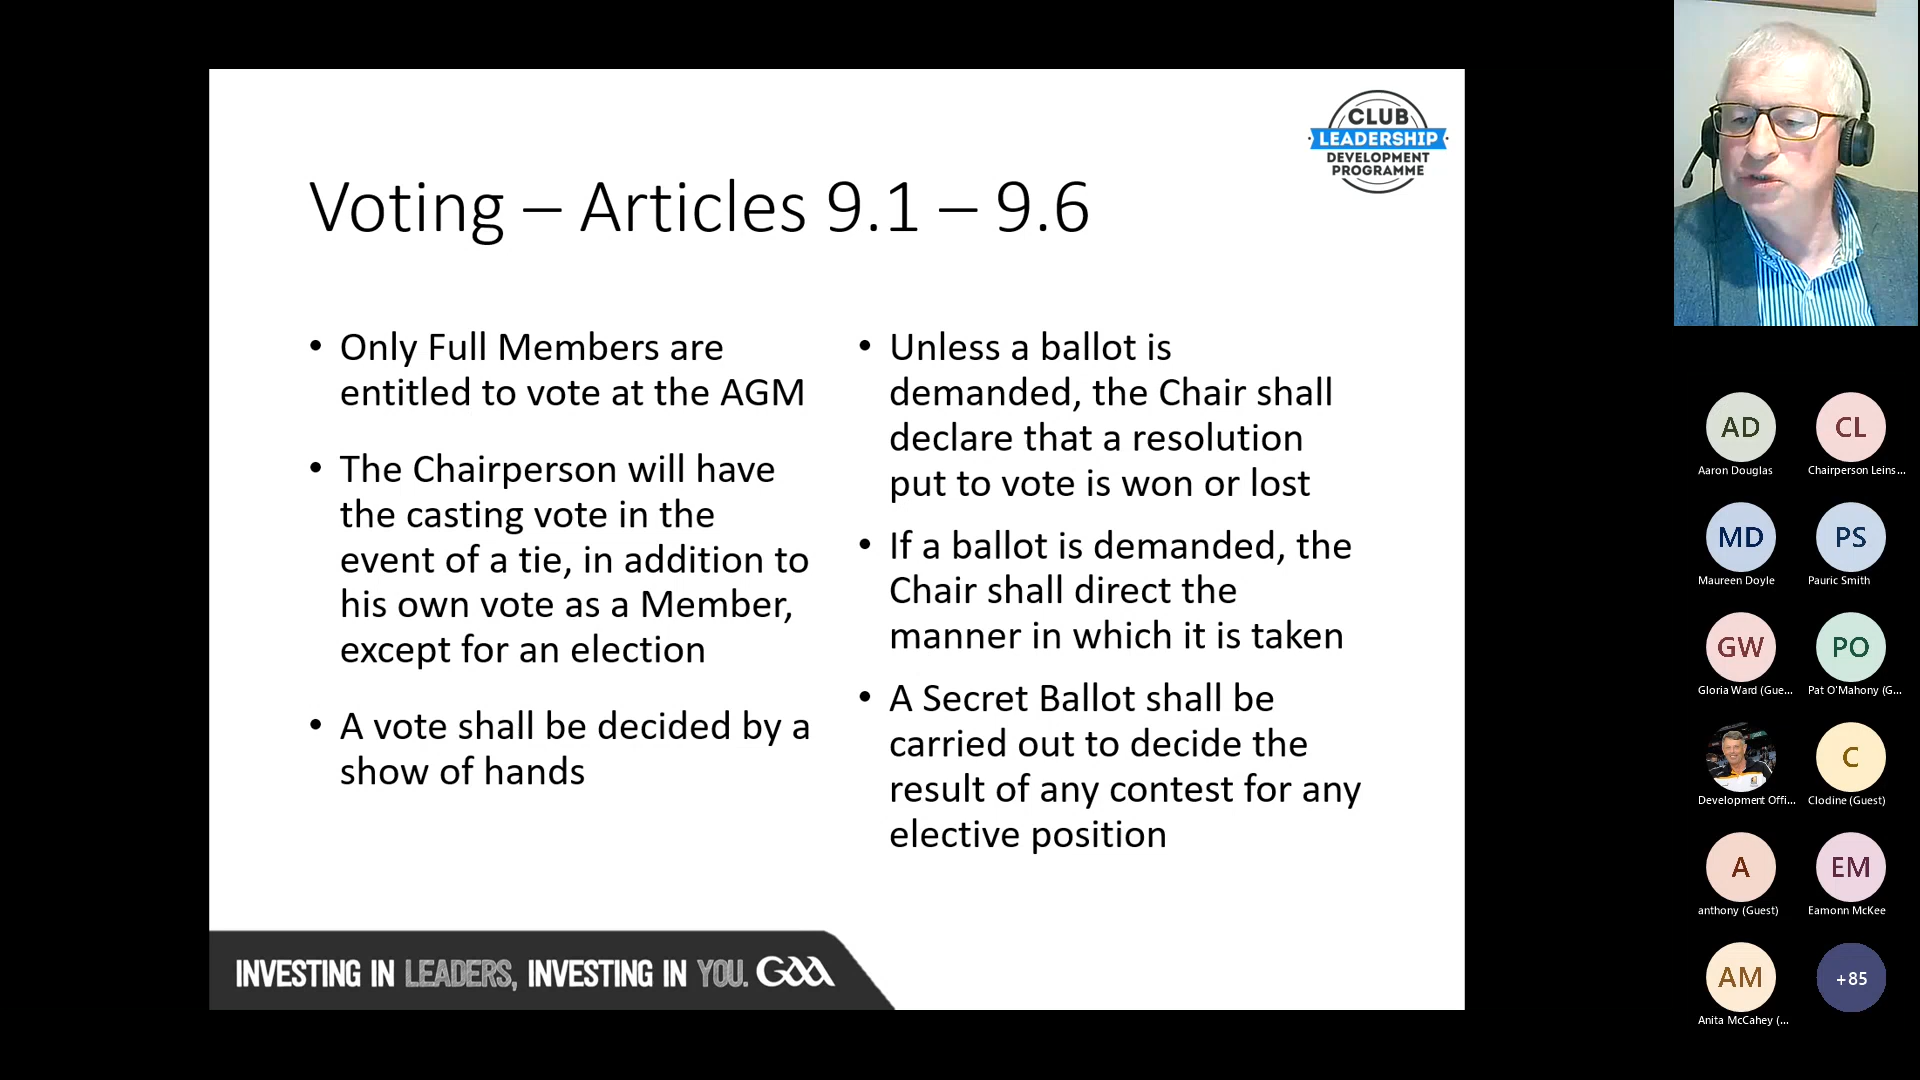 CLUB
LEADERSHIP
DEVELOPMENT
PROGRAMME
Voting – Articles 9.1 – 9.6
• Only Full Members are
entitled to vote at the AGM
• The Chairperson will have
the casting vote in the
event of a tie, in addition to
his own vote as a Member,
except for an election
• A vote shall be decided by a
show of hands
• Unless a ballot is
demanded, the Chair shall
declare that a resolution
put to vote is won or lost
• If a ballot is demanded, the
Chair shall direct the
manner in which it is taken
• A Secret Ballot shall be
carried out to decide the
result of any contest for any
elective position
INVESTING IN LEADERS, INVESTING IN YOU. GAA
AD
Aaron Douglas
CL
Chairperson Leins...
MD
Maureen Doyle
PS
Pauric Smith
GW
Gloria Ward (Gue...
PO
Pat O'Mahony (G...
Development Offi...
C
Clodine (Guest)
A
anthony (Guest)
EM
Eamonn McKee
AM
Anita McCahey (...
+85